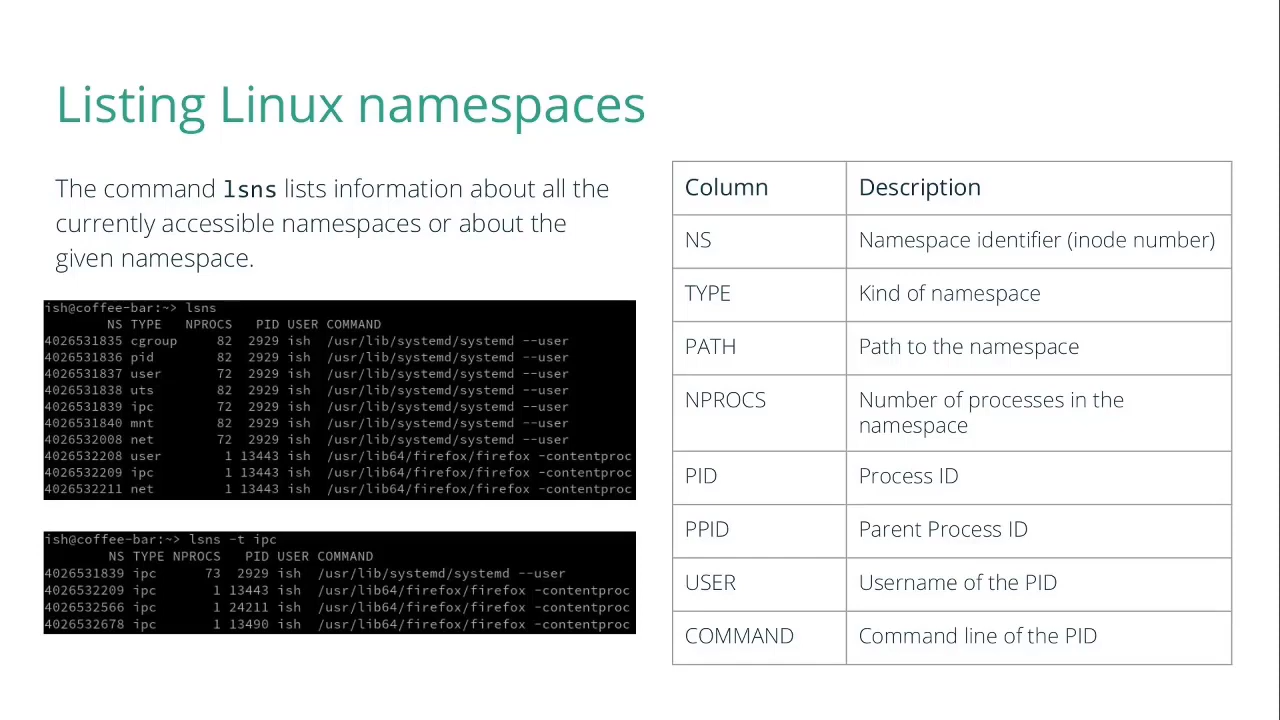 Listing Linux namespaces
The command lsns lists information about all the
currently accessible namespaces or about the
given namespace.
ish@coffee-bar:~> lsns
NS TYPE NPROCS PID USER COMMAND
4026531835 cgroup 82 2929 ish /usr/lib/systemd/systemd --user
4026531836 pid 82 2929 ish /usr/lib/systemd/systemd --user
4026531837 user 72 2929 ish /usr/lib/systemd/systemd --user
4026531838 uts 82 2929 ish /usr/lib/systemd/systemd --user
4026531839 ipc 72 2929 ish /usr/lib/systemd/systemd --user
4026531840 mnt 82 2929 ish /usr/lib/systemd/systemd --user
4026532008 net 72 2929 ish /usr/lib/systemd/systemd --user
4026532208 user 1 13443 ish /usr/lib64/firefox/firefox -contentproc
4026532209 ipc 1 13443 ish /usr/lib64/firefox/firefox -contentproc
4026532211 net 1 13443 ish /usr/lib64/firefox/firefox -contentproc
ish@coffee-bar:~> lsns -t ipc
NS TYPE NPROCS PID USER COMMAND
4026531839 ipc 73 2929 ish /usr/lib/systemd/systemd --user
4026532209 ipc 1 13443 ish /usr/lib64/firefox/firefox -contentproc
4026532566 ipc 1 24211 ish /usr/lib64/firefox/firefox -contentproc
4026532678 ipc 1 13490 ish /usr/lib64/firefox/firefox -contentproc
Column Description
NS Namespace identifier (inode number)
TYPE Kind of namespace
PATH Path to the namespace
NPROCS Number of processes in the
namespace
PID Process ID
PPID Parent Process ID
USER Username of the PID
COMMAND Command line of the PID